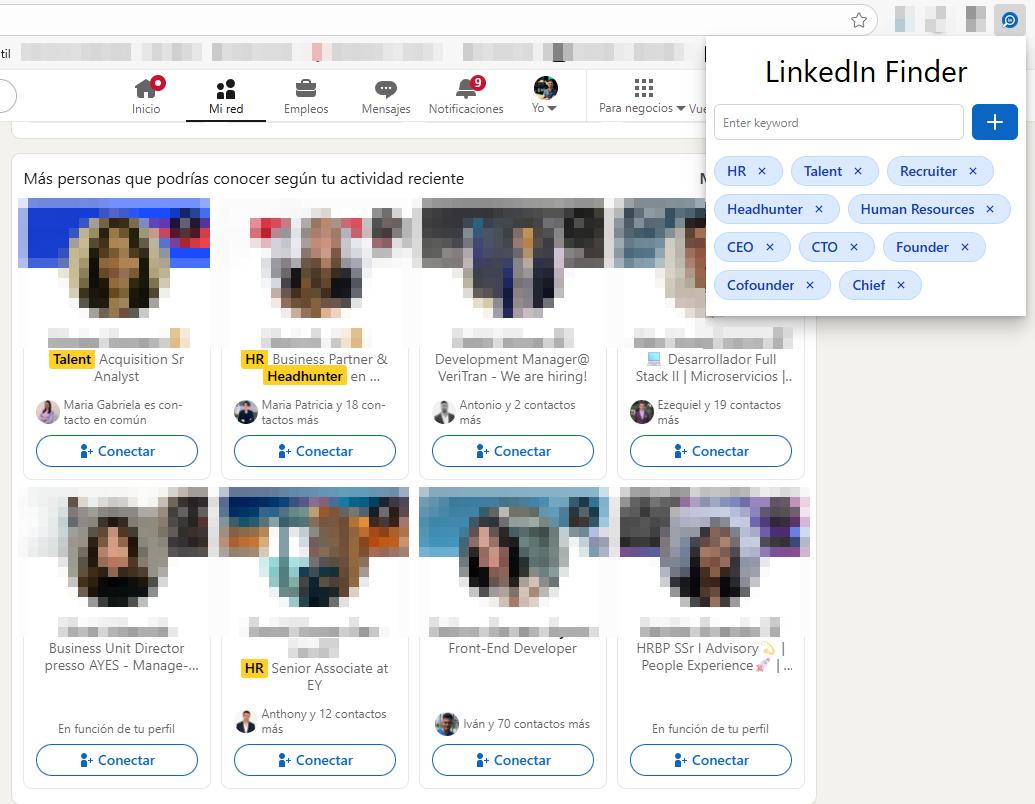 til
Inicio
Mi red
Empleos
Mensajes
9
Notificaciones
Yo
Para negocios
Vue
LinkedIn Finder
Enter keyword
+
HR ×
Talent ×
Recruiter ×
Headhunter ×
Human Resources ×
CEO ×
CTO ×
Founder ×
Cofounder ×
Chief ×
Más personas que podrías conocer según tu actividad reciente
M
Talent Acquisition Sr
Analyst
Maria Gabriela es con-
tacto en común
Conectar
HR Business Partner &
Headhunter en ...
Maria Patricia y 18 con-
tactos más
Conectar
Development Manager@
VeriTran - We are hiring!
Antonio y 2 contactos
más
Conectar
💻 Desarrollador Full
Stack II | Microservicios |..
Ezequiel y 19 contactos
más
Conectar
Business Unit Director
presso AYES - Manage-...
En función de tu perfil
Conectar
HR Senior Associate at
EY
Anthony y 12 contactos
más
Conectar
Front-End Developer
Iván y 70 contactos más
Conectar
HRBP SSr I Advisory💫 |
People Experience🚀 | ...
En función de tu perfil
Conectar